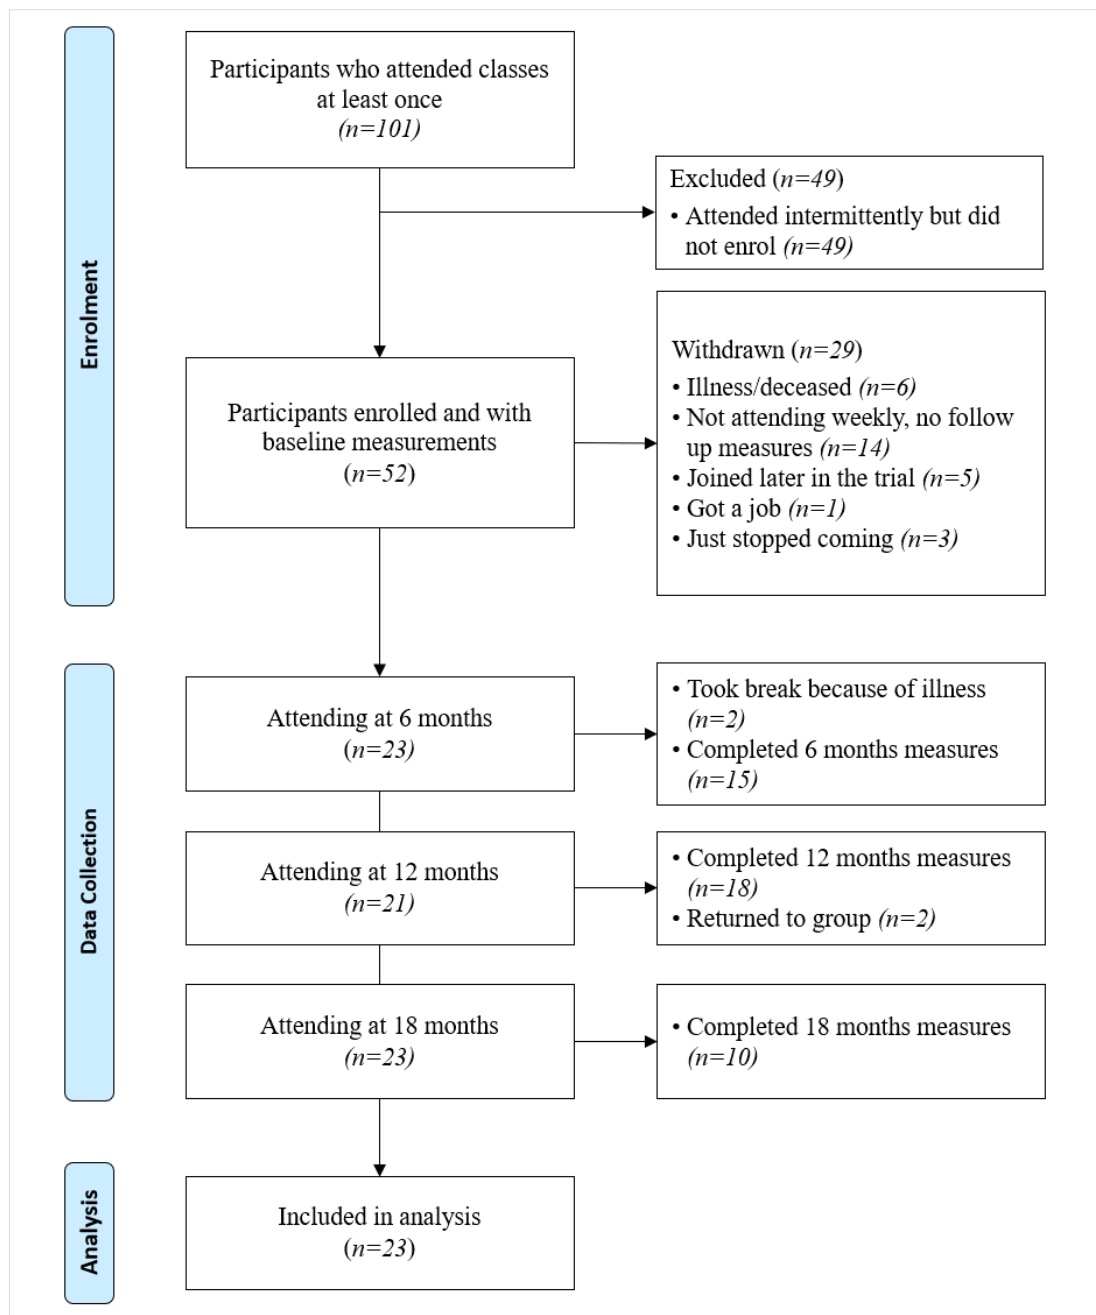 Enrolment
Participants who attended classes
at least once
(n=101)
Excluded (n=49)
• Attended intermittently but did
not enrol (n=49)
Participants enrolled and with
baseline measurements
(n=52)
Withdrawn (n=29)
• Illness/deceased (n=6)
• Not attending weekly, no follow
up measures (n=14)
• Joined later in the trial (n=5)
• Got a job (n=1)
• Just stopped coming (n=3)
Data Collection
Attending at 6 months
(n=23)
• Took break because of illness
(n=2)
• Completed 6 months measures
(n=15)
Attending at 12 months
(n=21)
• Completed 12 months measures
(n=18)
• Returned to group (n=2)
Attending at 18 months
(n=23)
• Completed 18 months measures
(n=10)
Analysis
Included in analysis
(n=23)